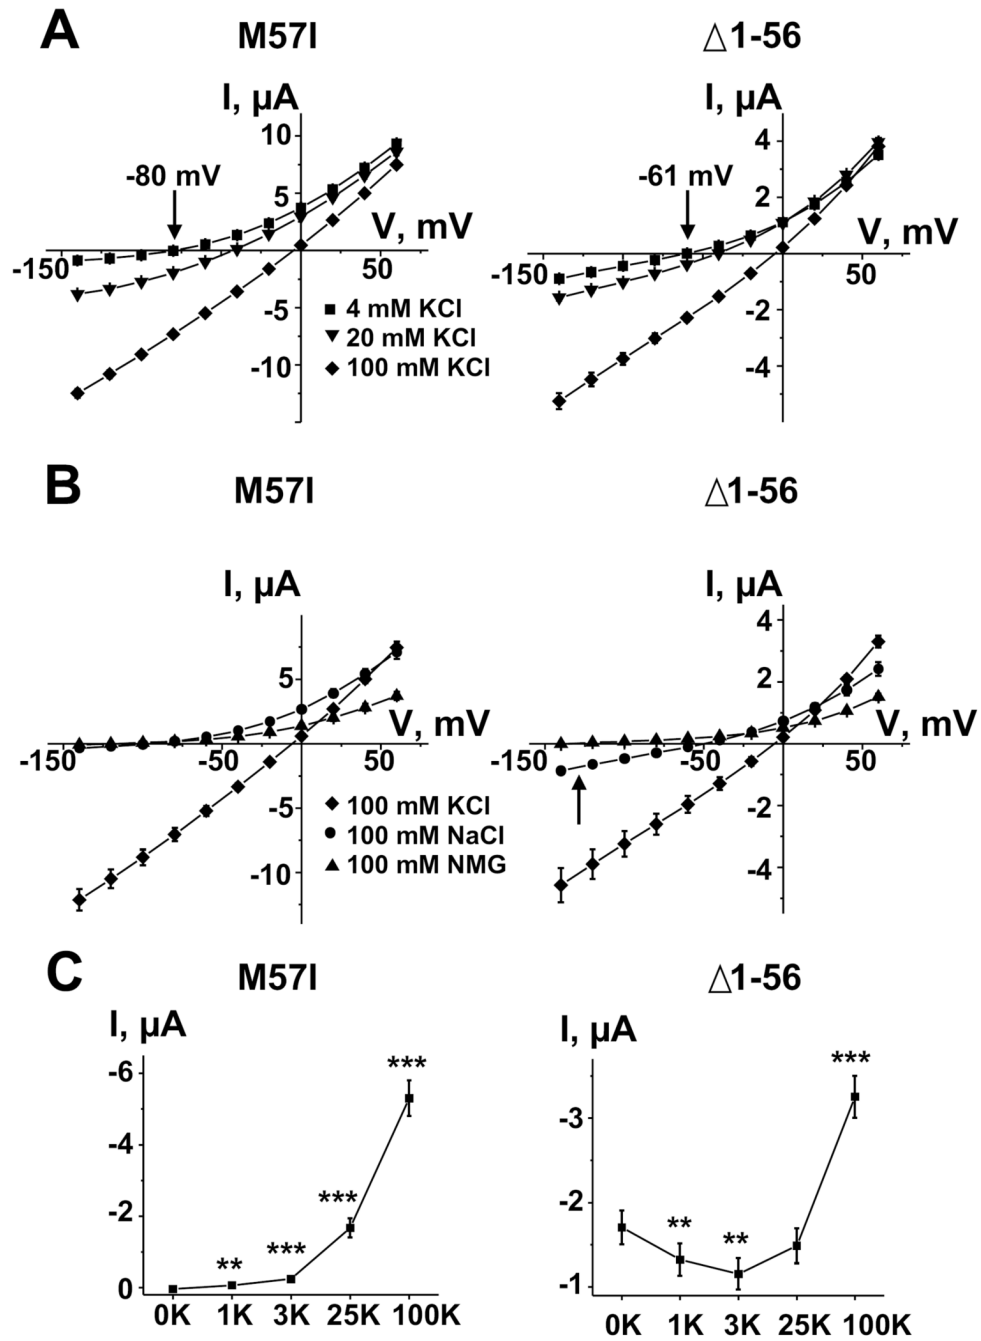 A
M57I
△1-56
I, µA
I, µA
10
5
-5
-10
-80 mV
V, mV
-150
50
4 mM KCl
20 mM KCl
100 mM KCl
4
2
-2
-4
-61 mV
V, mV
-150
50
B
M57I
△1-56
I, µA
I, µA
5
-5
-10
V, mV
-150
-50
50
100 mM KCl
100 mM NaCl
100 mM NMG
4
2
-2
-4
V, mV
-150
-50
50
C
M57I
△1-56
I, µA
-6
-4
-2
0
**
***
***
***
0K 1K 3K 25K 100K
I, µA
-3
-2
-1
**
**
***
0K 1K 3K 25K 100K